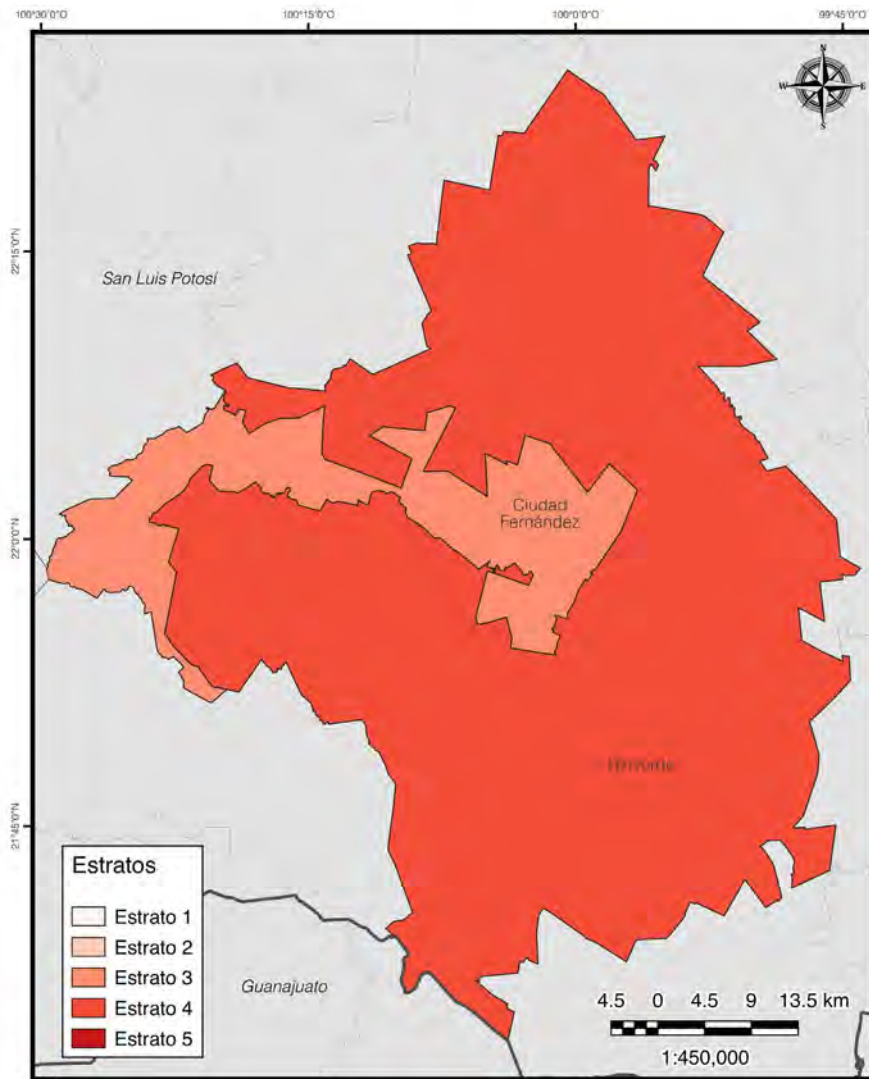 100°30'0"O
100°15'0"O
100°0'0"O
99°45'0"O
N
W
E
S
22°15'0"N
San Luis Potosí
Ciudad
Fernández
22°0'0"N
21°45'0"N
Estratos
Estrato 1
Estrato 2
Estrato 3
Estrato 4
Estrato 5
Guanajuato
4.5 0 4.5 9 13.5 km
1:450,000